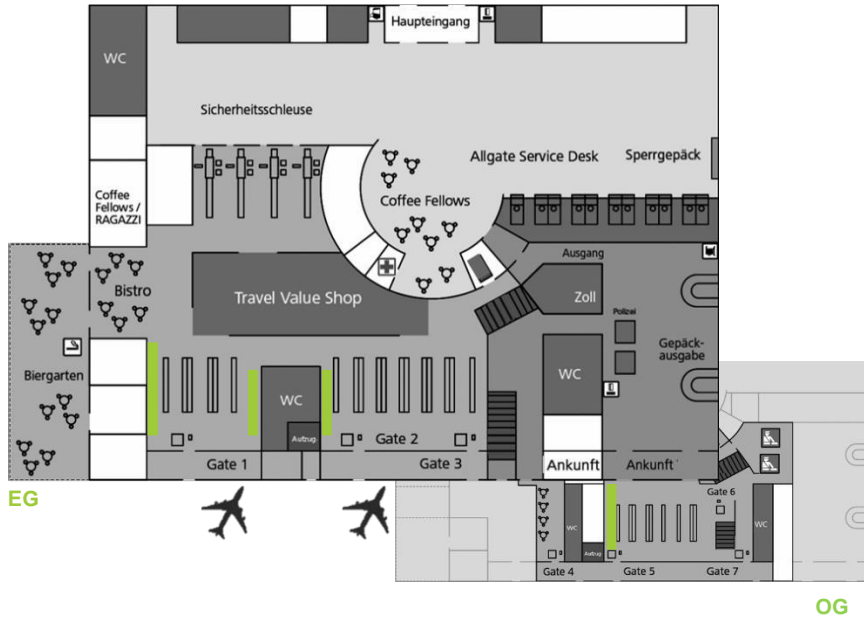 Haupteingang
WC
Sicherheitsschleuse
Allgate Service Desk
Sperrgepäck
Coffee Fellows
Coffee
Fellows /
RAGAZZI
Ausgang
Bistro
Travel Value Shop
Zoll
Polizei
Gepäck-
ausgabe
Biergarten
WC
WC
Aufzug
Gate 2
Gate 1
Gate 3
Ankunft
Ankunft
EG
Gate 6
WC
WC
Aufzug
Gate 4
Gate 5
Gate 7
OG